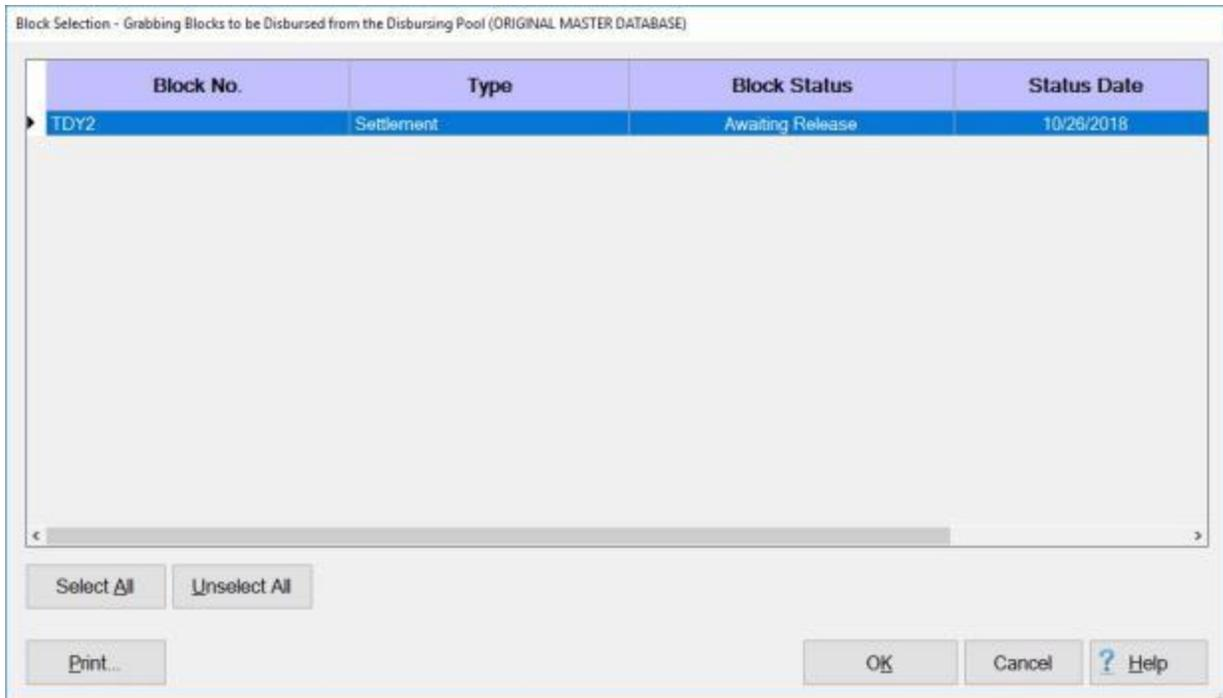 Block Selection - Grabbing Blocks to be Disbursed from the Disbursing Pool (ORIGINAL MASTER DATABASE)
Block No. Type Block Status Status Date
TDY2 Settlement Awaiting Release 10/26/2018
Select All Unselect All
Print... OK Cancel ? Help